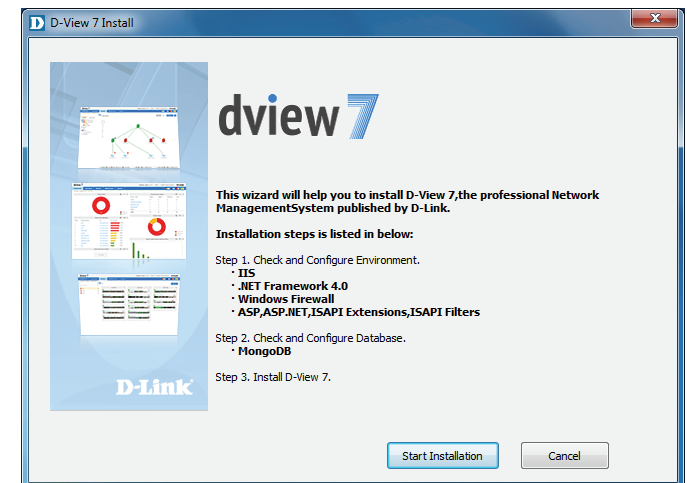 D-View 7 Install
dview 7
This wizard will help you to install D-View 7,the professional Network
ManagementSystem published by D-Link.
Installation steps is listed in below:
Step 1. Check and Configure Environment.
· IIS
· .NET Framework 4.0
· Windows Firewall
· ASP,ASP.NET,ISAPI Extensions,ISAPI Filters
Step 2. Check and Configure Database.
· MongoDB
Step 3. Install D-View 7.
D-Link
Start Installation
Cancel